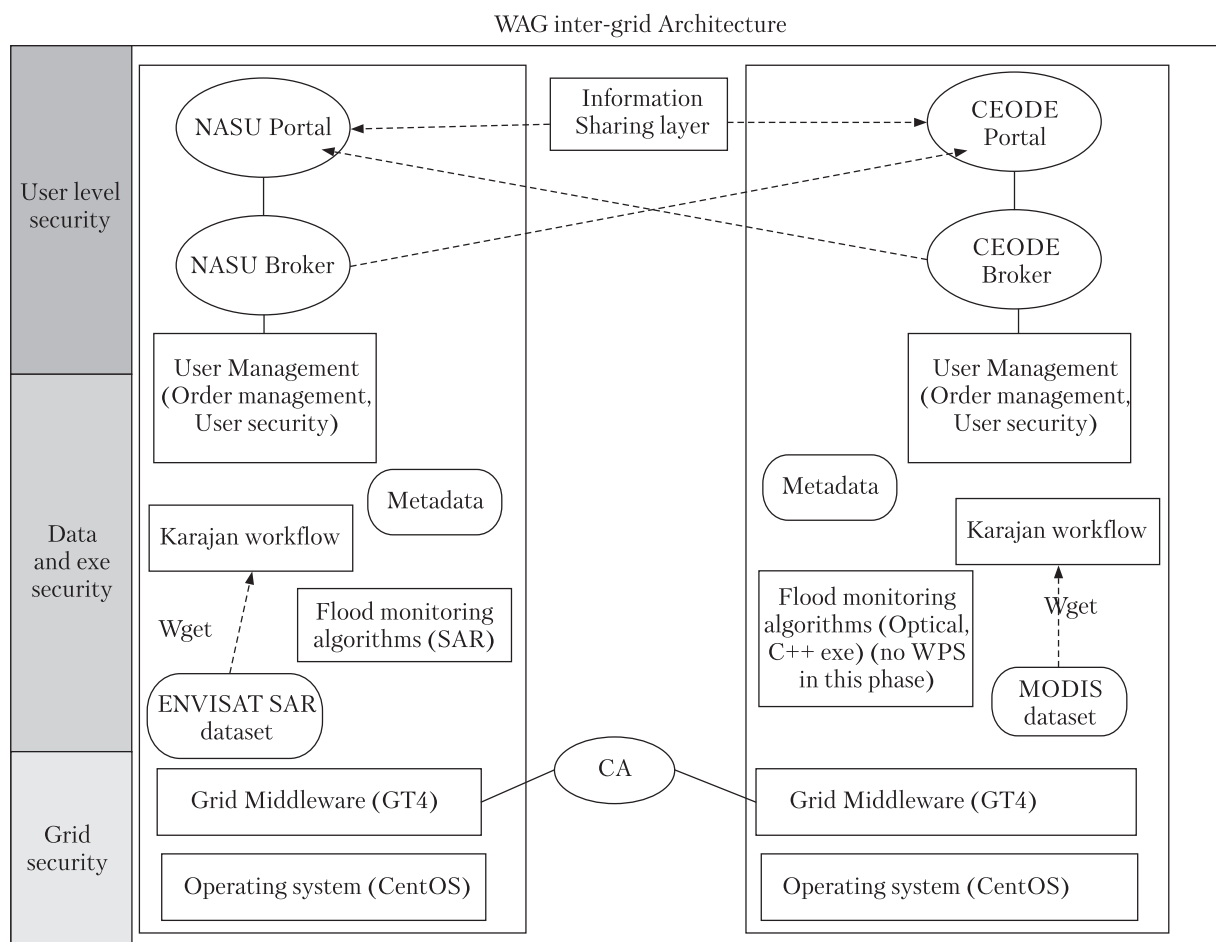 WAG inter-grid Architecture
User level
security
Data
and exe
security
Grid
security
NASU Portal
NASU Broker
User Management
(Order management,
User security)
Metadata
Karajan workflow
Wget
Flood monitoring
algorithms (SAR)
ENVISAT SAR
dataset
Grid Middleware (GT4)
Operating system (CentOS)
Information
Sharing layer
CA
CEODE
Portal
CEODE
Broker
User Management
(Order management,
User security)
Metadata
Karajan workflow
Wget
Flood monitoring
algorithms (Optical,
C++ exe) (no WPS
in this phase)
MODIS
dataset
Grid Middleware (GT4)
Operating system (CentOS)